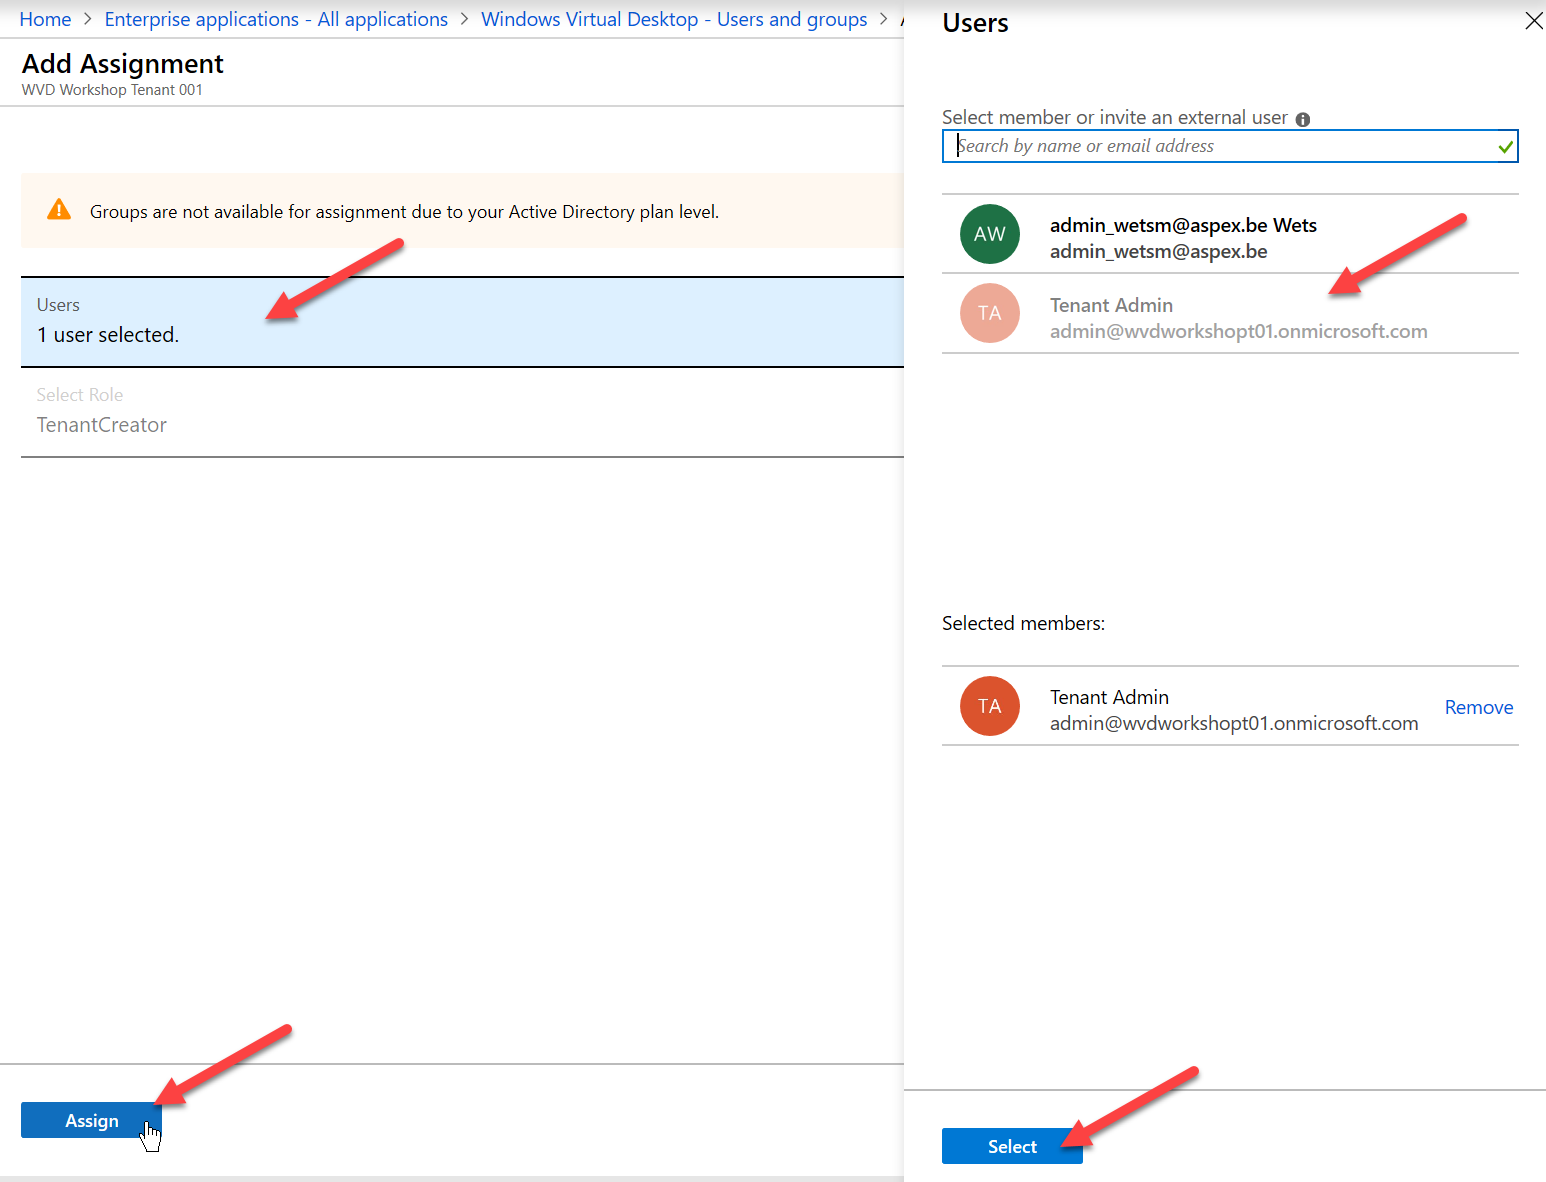 Home > Enterprise applications - All applications > Windows Virtual Desktop - Users and groups >
Add Assignment
WVD Workshop Tenant 001
Groups are not available for assignment due to your Active Directory plan level.
Users
1 user selected.
Select Role
TenantCreator
Assign
Users
Select member or invite an external user
Search by name or email address
AW
admin_wetsm@aspex.be Wets
admin_wetsm@aspex.be
TA
Tenant Admin
admin@wvdworkshopt01.onmicrosoft.com
Selected members:
TA
Tenant Admin
admin@wvdworkshopt01.onmicrosoft.com
Remove
Select